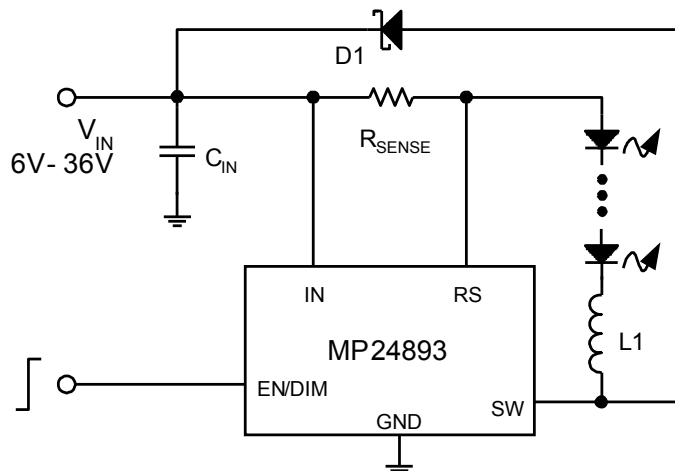 D1
V_IN
6V- 36V
C_IN
R_SENSE
IN
RS
MP24893
L1
EN/DIM
SW
GND